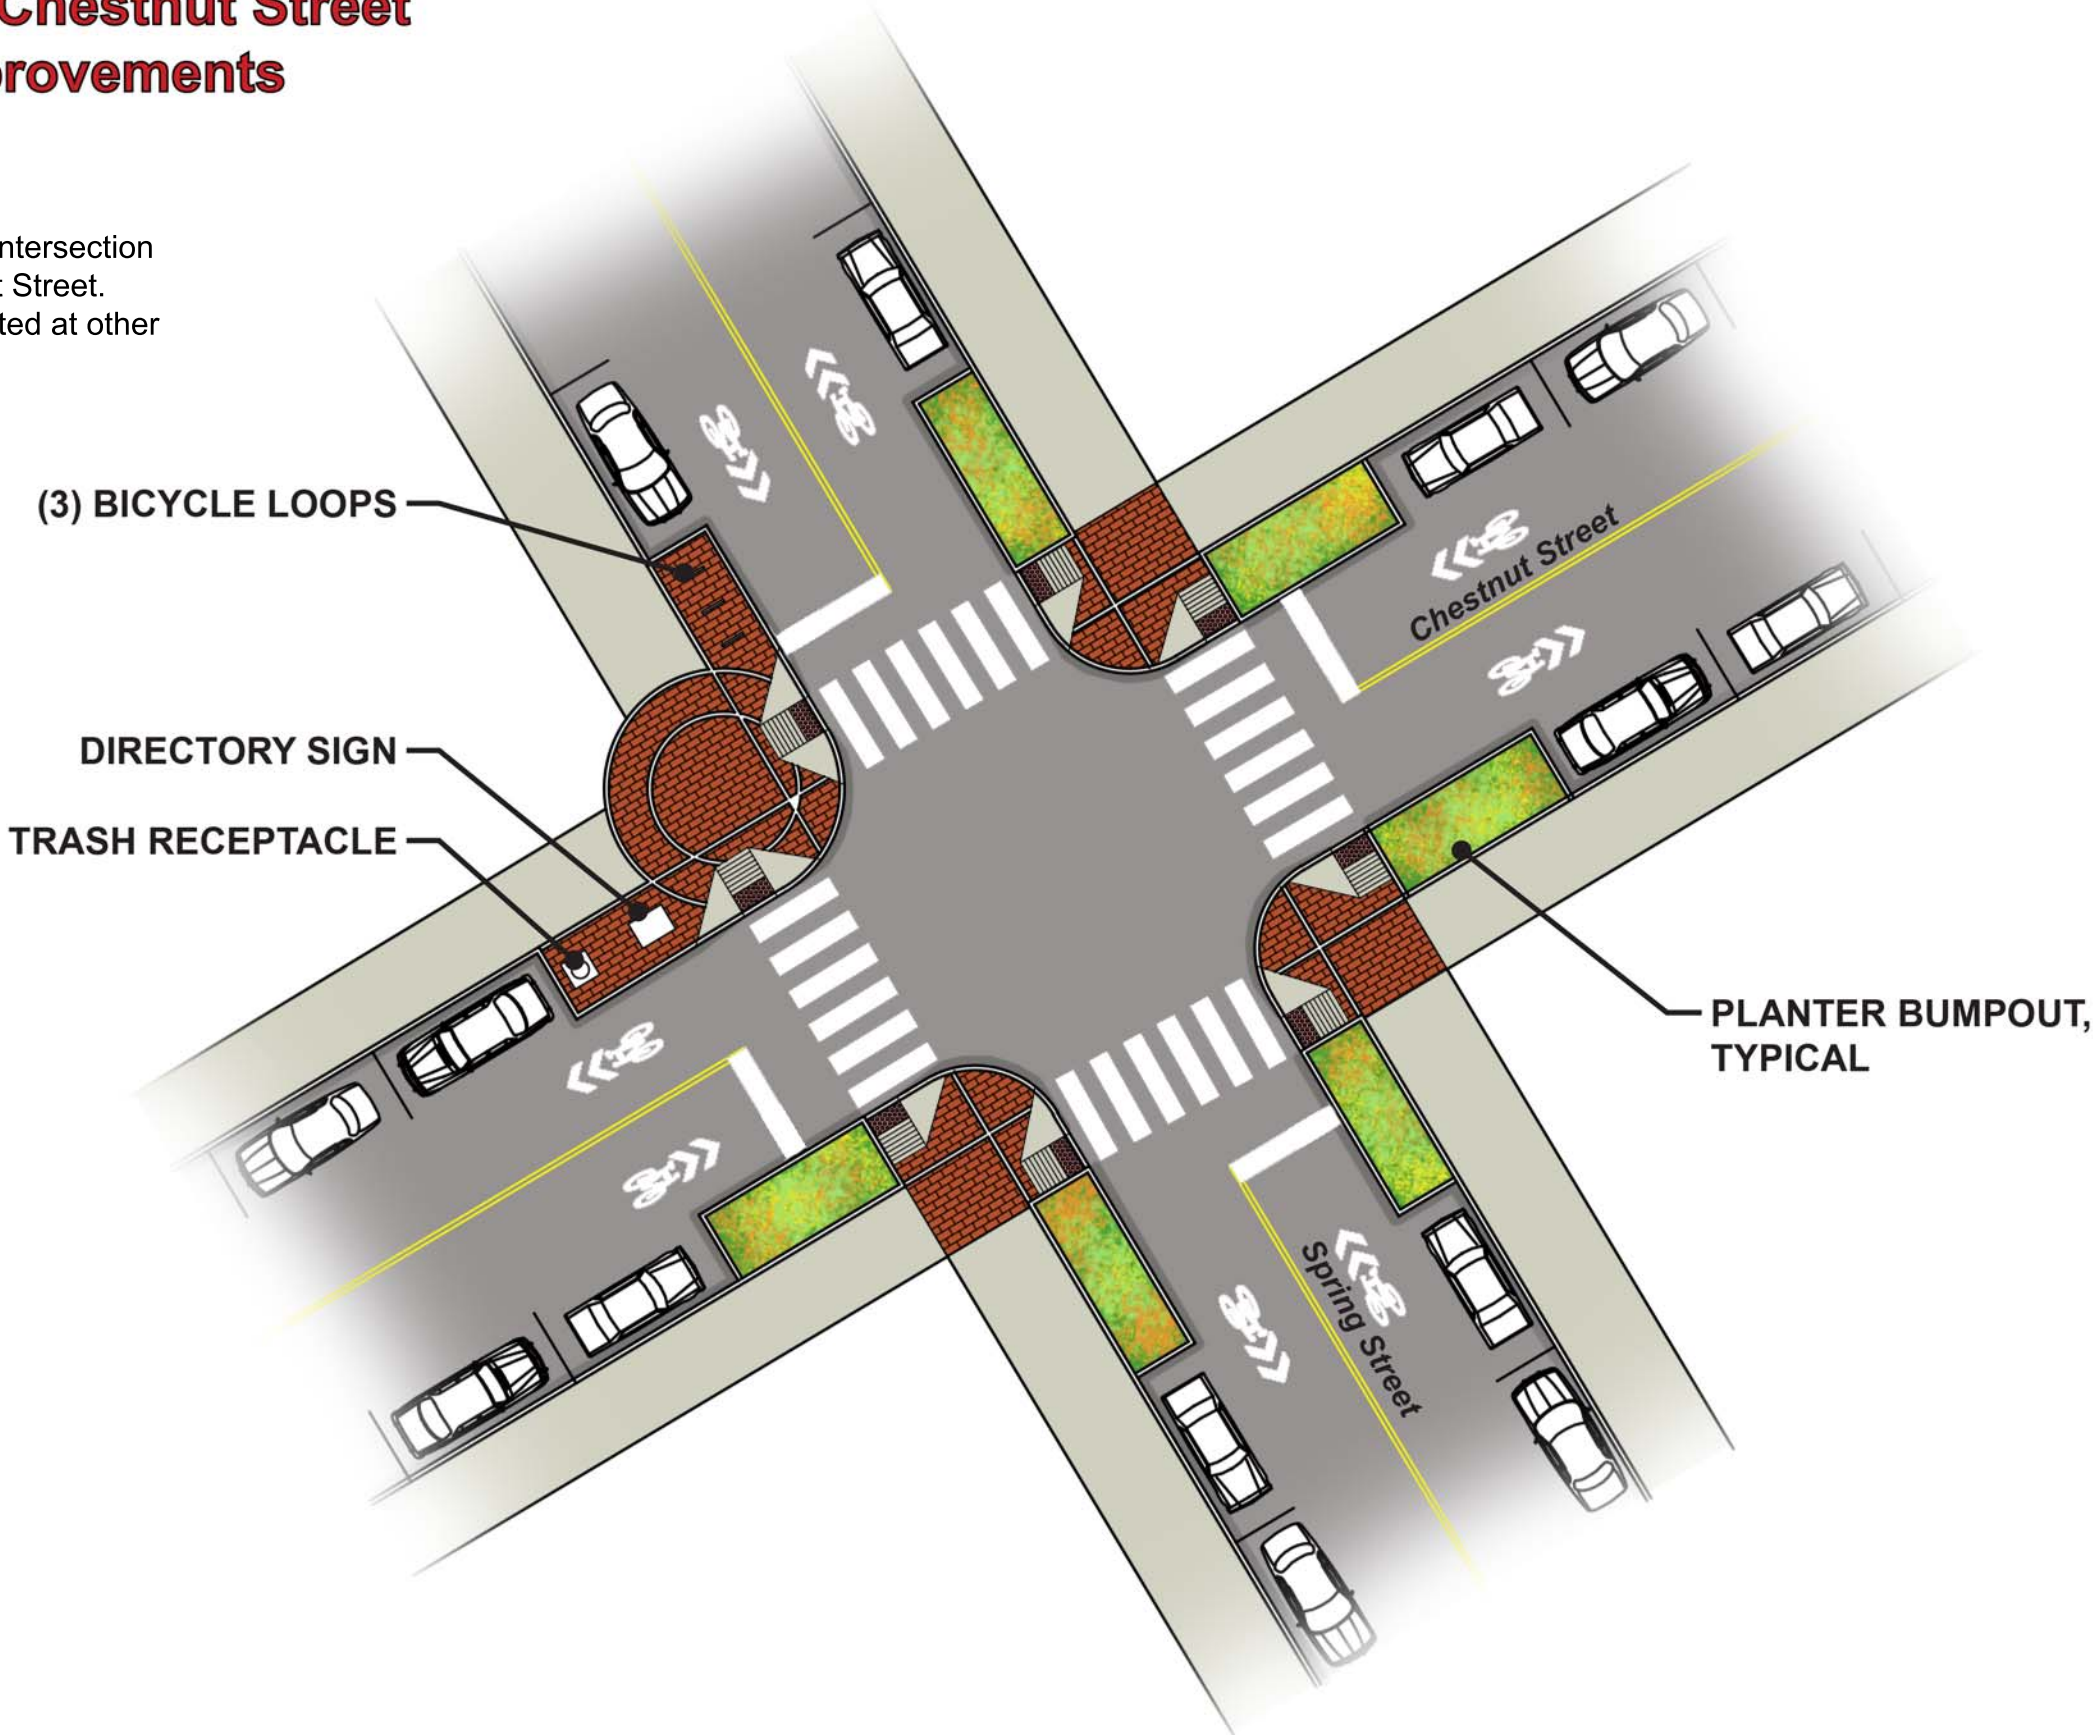 Chestnut Street
provements
ntersection
t Street.
ted at other
(3) BICYCLE LOOPS
DIRECTORY SIGN
TRASH RECEPTACLE
Chestnut Street
PLANTER BUMPOUT,
TYPICAL
Spring Street